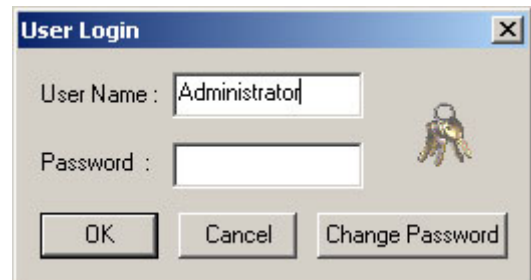 User Login
User Name : Administrator
Password :
OK Cancel Change Password